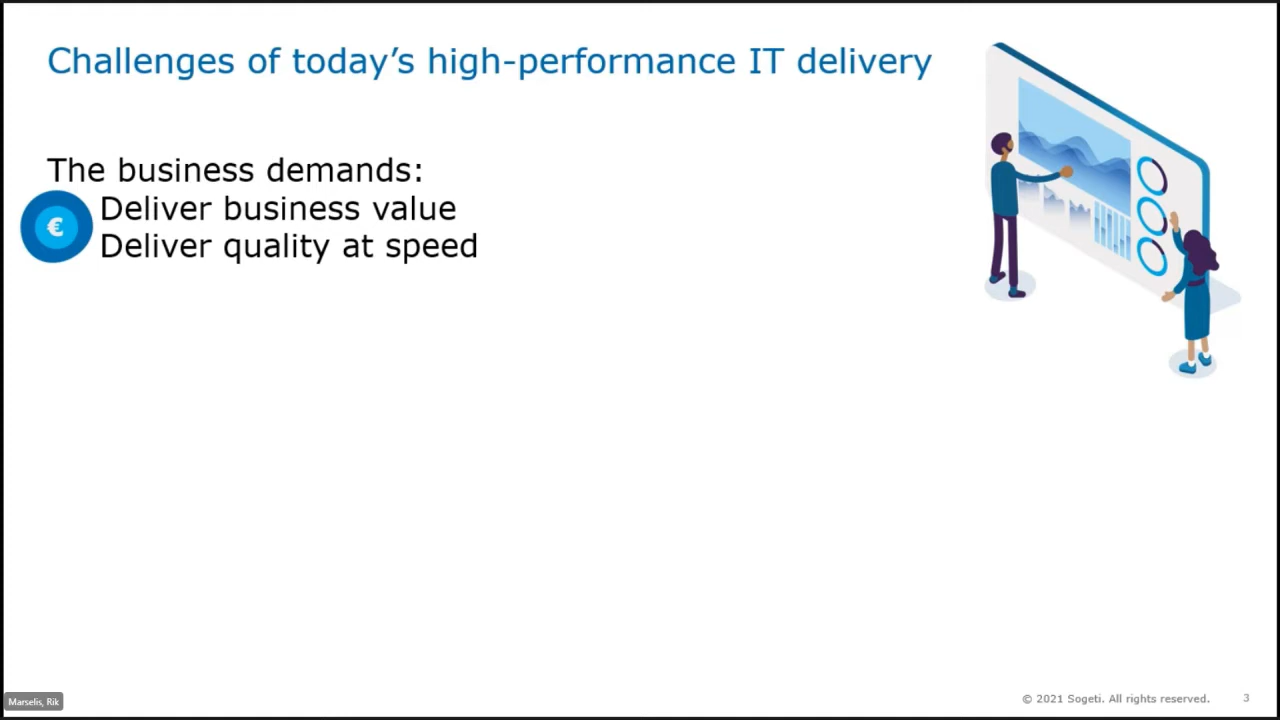 Challenges of today’s high-performance IT delivery
The business demands:
€
Deliver business value
Deliver quality at speed
Marselis, Rik
© 2021 Sogeti. All rights reserved.
3